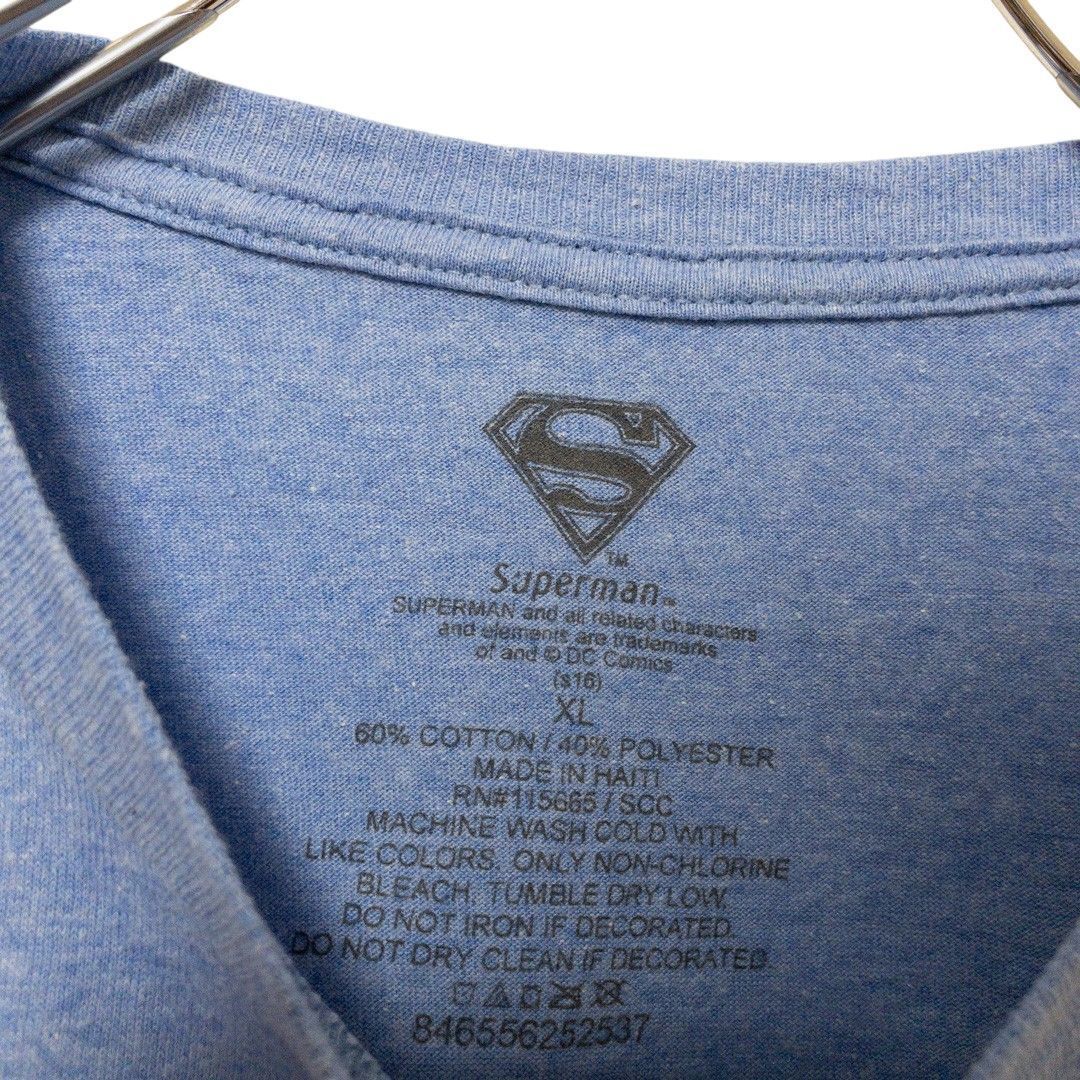 S
TM
Superman™
SUPERMAN and all related characters
and elements are trademarks
of and © DC Comics
(s16)
XL
60% COTTON / 40% POLYESTER
MADE IN HAITI
RN#115665 / SCC
MACHINE WASH COLD WITH
LIKE COLORS. ONLY NON-CHLORINE
BLEACH. TUMBLE DRY LOW.
DO NOT IRON IF DECORATED.
DO NOT DRY CLEAN IF DECORATED.
846556252537